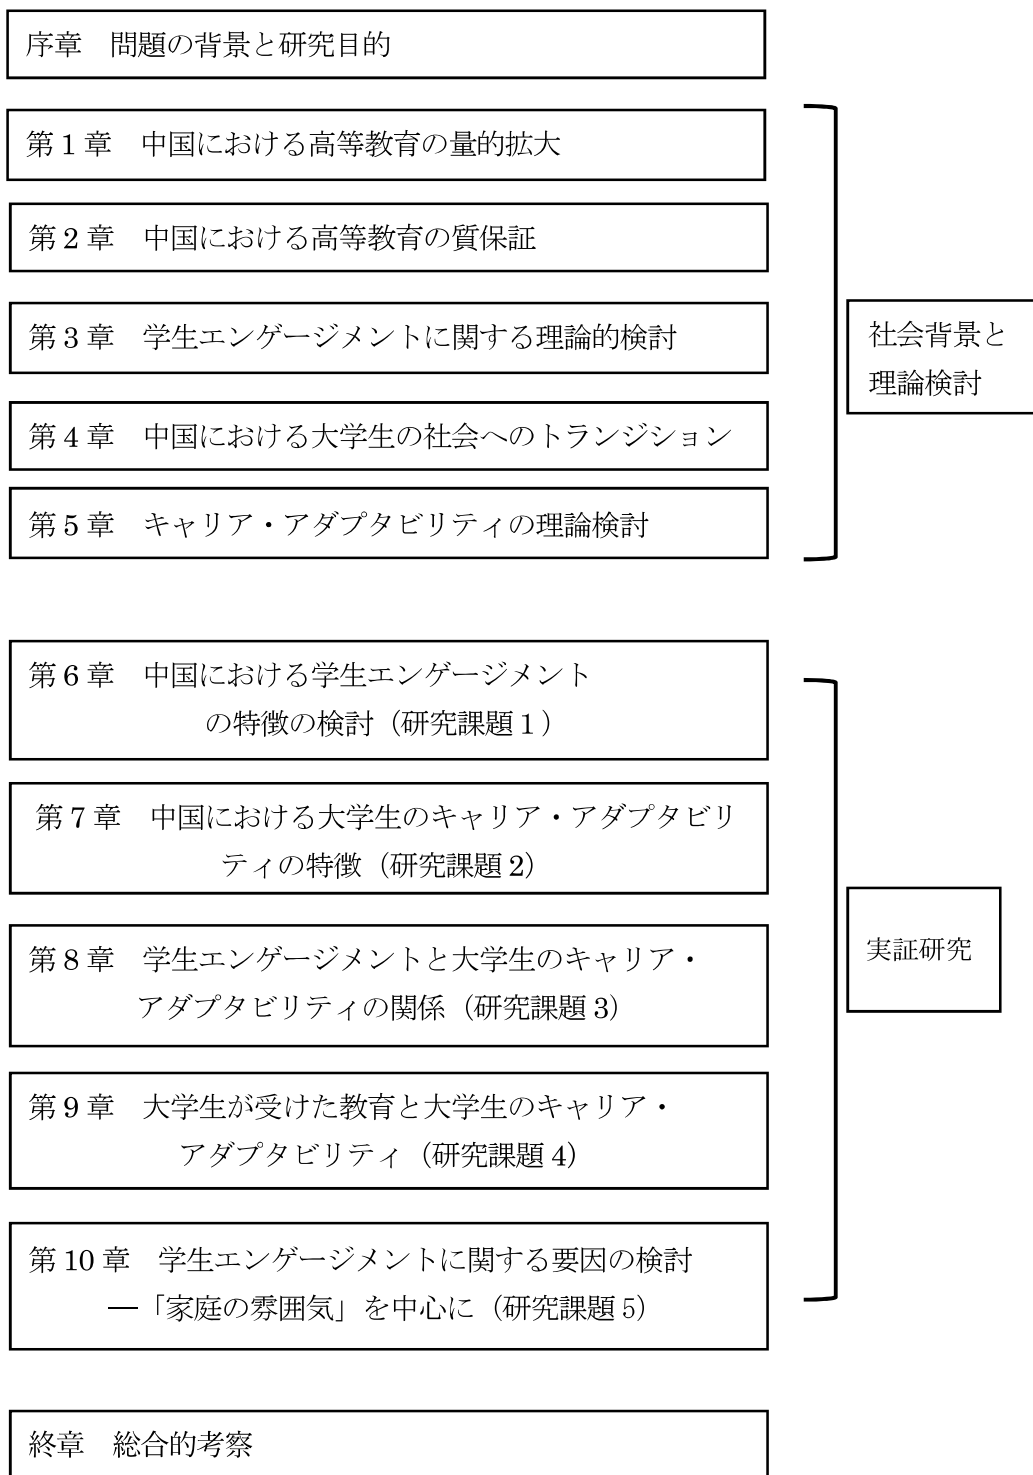 序章　問題の背景と研究目的
第 1 章　中国における高等教育の量的拡大
第 2 章　中国における高等教育の質保証
第 3 章　学生エンゲージメントに関する理論的検討
第 4 章　中国における大学生の社会へのトランジション
第 5 章　キャリア・アダプタビリティの理論検討
社会背景と
理論検討
第 6 章　中国における学生エンゲージメント
の特徴の検討（研究課題 1）
第 7 章　中国における大学生のキャリア・アダプタビリ
ティの特徴（研究課題 2）
第 8 章　学生エンゲージメントと大学生のキャリア・
アダプタビリティの関係（研究課題 3）
第 9 章　大学生が受けた教育と大学生のキャリア・
アダプタビリティ（研究課題 4）
第 10 章　学生エンゲージメントに関する要因の検討
―「家庭の雰囲気」を中心に（研究課題 5）
実証研究
終章　総合的考察